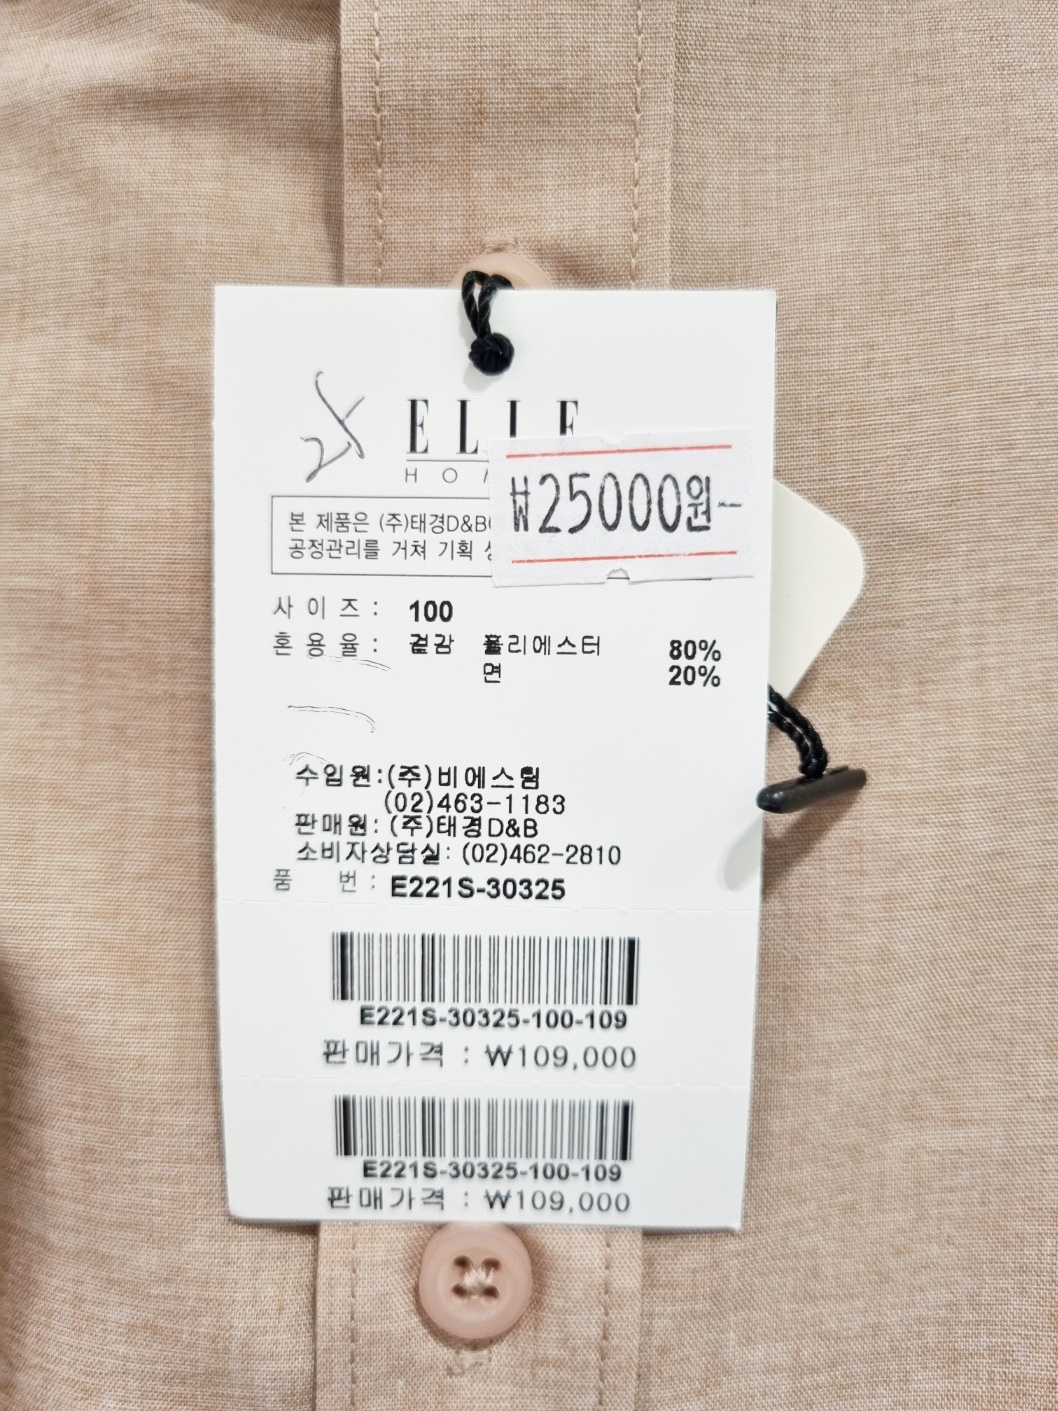 ELLE
₩25000원-
본 제품은 (주)태경D&B
공정관리를 거쳐 기획
사 이 즈 : 100
혼 용 율 : 겉감 폴리에스터 80%
면 20%
수입원:(주)비에스텀
(02)463-1183
판매원: (주)태경D&B
소비자상담실: (02)462-2810
품 번 : E221S-30325
E221S-30325-100-109
판매가격 : ₩109,000
E221S-30325-100-109
판매가격 : ₩109,000